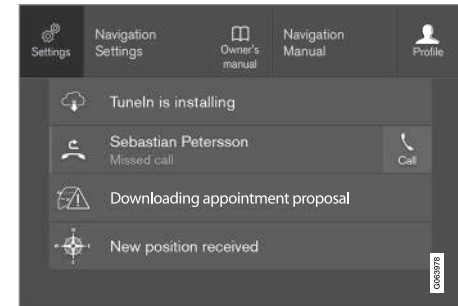 Settings
Navigation
Settings
Owner's
manual
Navigation
Manual
Profile
TuneIn is installing
Sebastian Petersson
Missed call
Call
Downloading appointment proposal
New position received
G063978